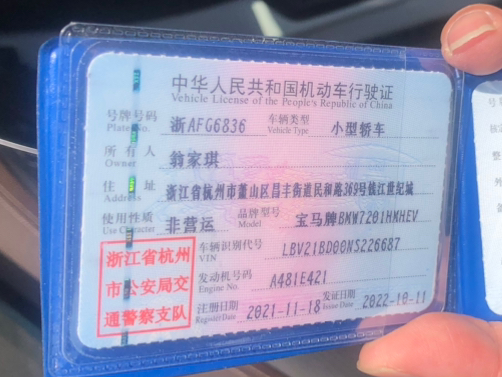 中华人民共和国机动车行驶证
Vehicle License of the People's Republic of China
号牌号码 浙AFG6836 车辆类型 小型轿车
Plate No. Vehicle Type
所有人 翁家琪
Owner
住址 浙江省杭州市萧山区昌丰街道民和路369号钱江世纪城
Address
使用性质 非营运 品牌型号 宝马牌BMW7201HMHEV
Use Character Model
浙江省杭州
市公安局交
通警察支队
车辆识别代号 LBV21BD00NS226687
VIN
发动机号码 A481E421
Engine No.
注册日期 2021-11-18 发证日期 2022-10-11
Register Date Issue Date